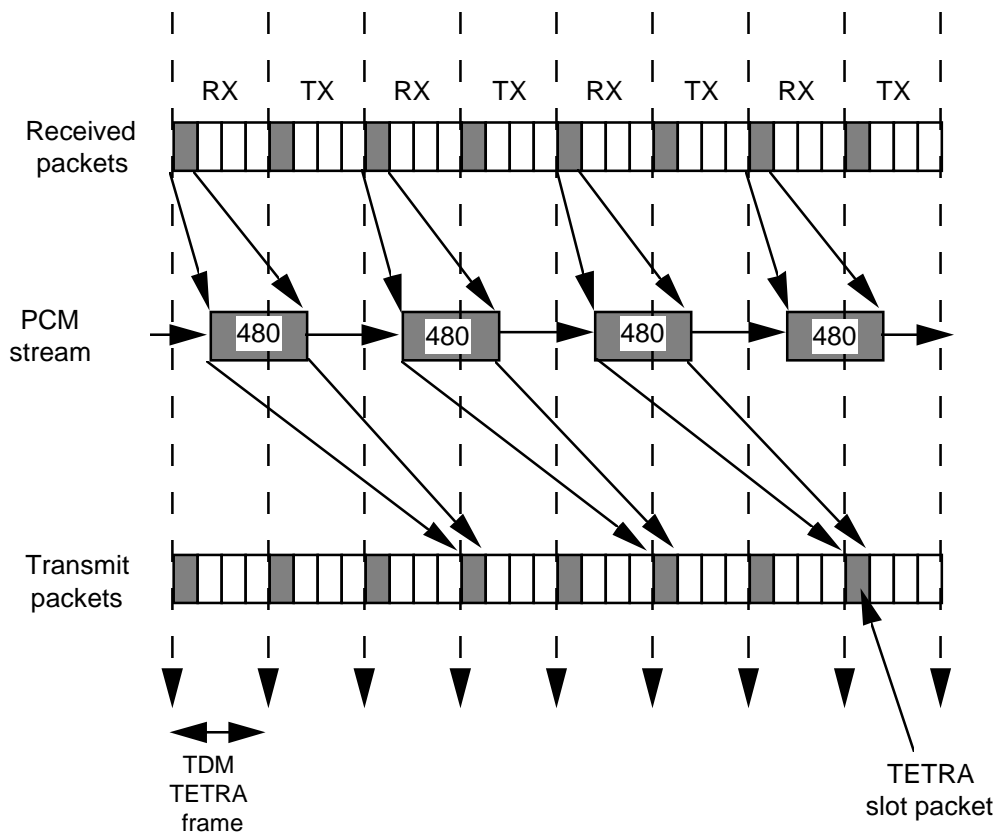 RX TX RX TX RX TX RX TX
Received
packets
PCM
stream
480 480 480 480
Transmit
packets
TDM
TETRA
frame
TETRA
slot packet